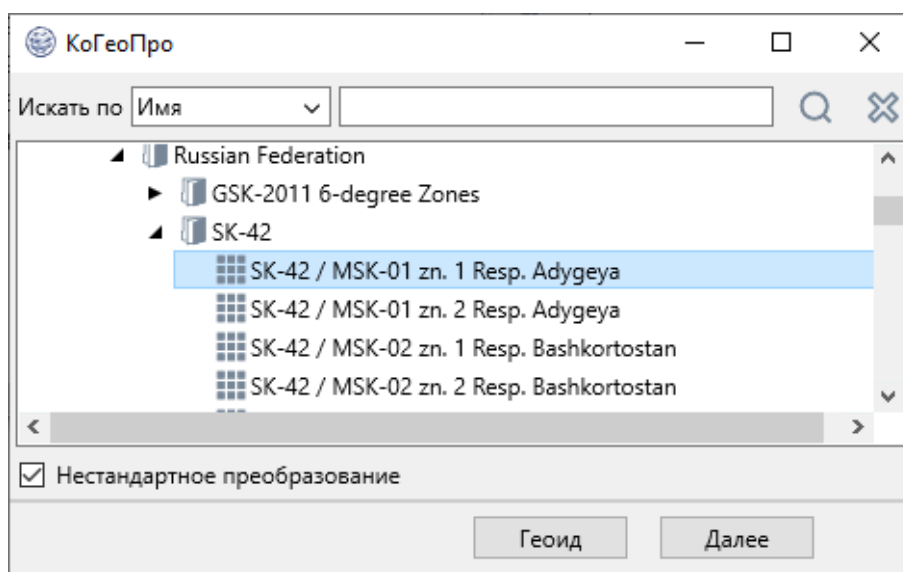 КоГеоПро
Искать по Имя
Russian Federation
GSK-2011 6-degree Zones
SK-42
SK-42 / MSK-01 zn. 1 Resp. Adygeya
SK-42 / MSK-01 zn. 2 Resp. Adygeya
SK-42 / MSK-02 zn. 1 Resp. Bashkortostan
SK-42 / MSK-02 zn. 2 Resp. Bashkortostan
Нестандартное преобразование
Геоид Далее